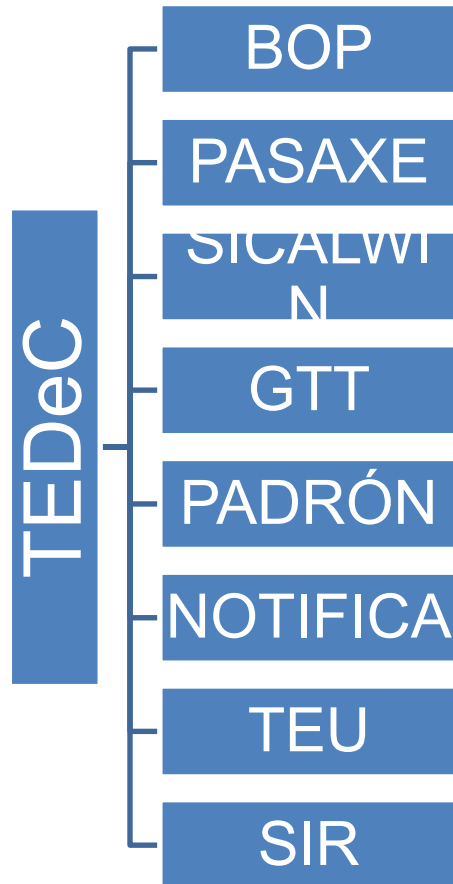 TEDeC
BOP
PASAXE
SICALWI
N
GTT
PADRÓN
NOTIFICA
TEU
SIR